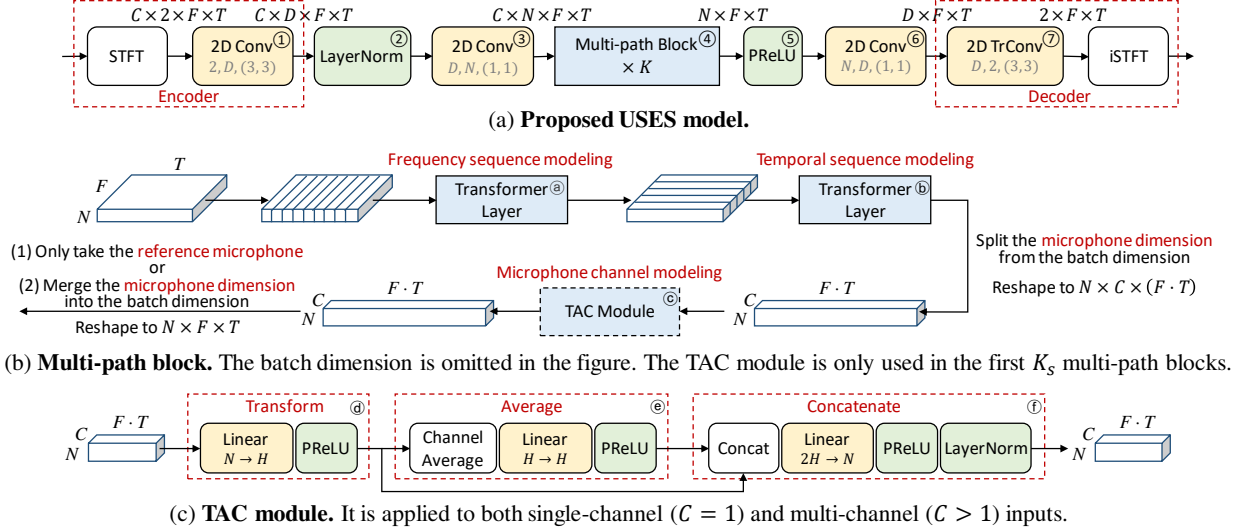 C × 2 × F × T
C × D × F × T
C × N × F × T
N × F × T
D × F × T
2 × F × T
STFT
2D Conv ①
2, D, (3,3)
LayerNorm ②
2D Conv ③
D, N, (1,1)
Multi-path Block ④
× K
PReLU ⑤
2D Conv ⑥
N, D, (1,1)
2D TrConv ⑦
D, 2, (3,3)
iSTFT
Encoder
Decoder
(a) Proposed USES model.
T
F
N
Frequency sequence modeling
Transformer ⓐ
Layer
Temporal sequence modeling
Transformer ⓑ
Layer
Split the microphone dimension
from the batch dimension
Reshape to N × C × (F · T)
F · T
C
N
Microphone channel modeling
TAC Module ⓒ
F · T
C
N
(1) Only take the reference microphone
or
(2) Merge the microphone dimension
into the batch dimension
Reshape to N × F × T
(b) Multi-path block. The batch dimension is omitted in the figure. The TAC module is only used in the first Kₛ multi-path blocks.
F · T
C
N
Transform ⓓ
Linear
N → H
PReLU
Average ⓔ
Channel
Average
Linear
H → H
PReLU
Concatenate ⓕ
Concat
Linear
2H → N
PReLU
LayerNorm
F · T
C
N
(c) TAC module. It is applied to both single-channel (C = 1) and multi-channel (C > 1) inputs.